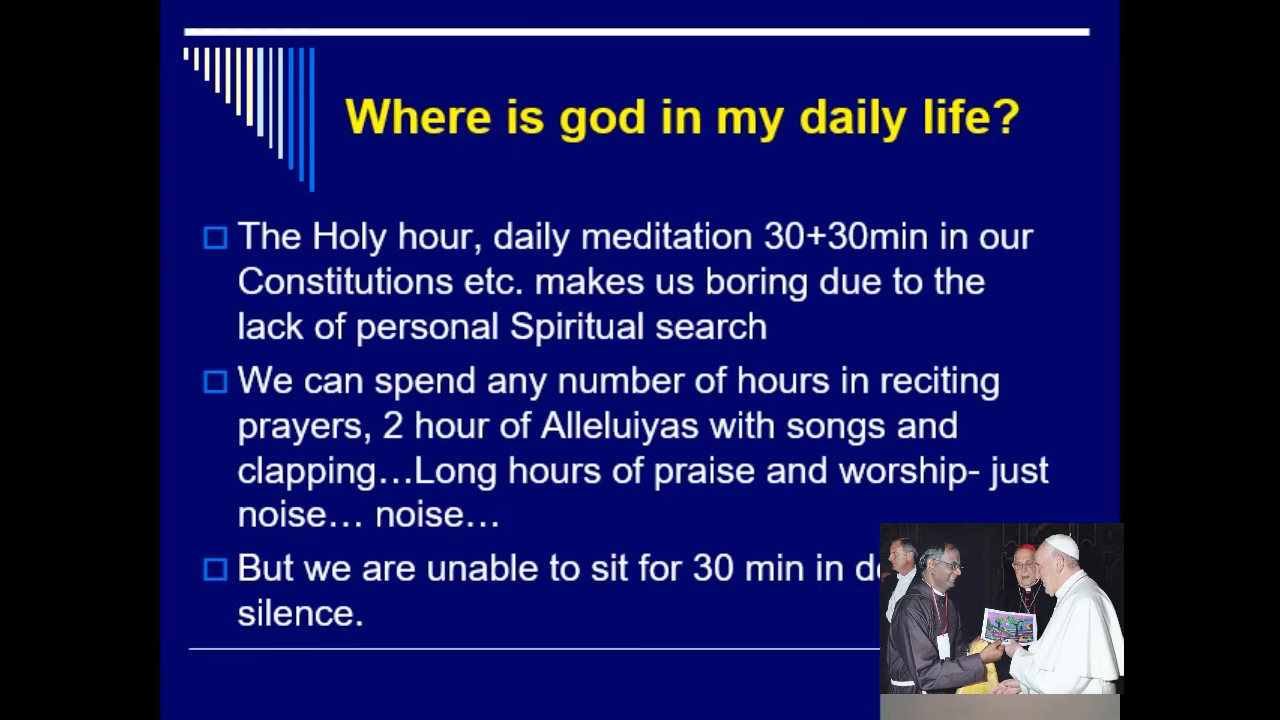 Where is god in my daily life?
The Holy hour, daily meditation 30+30min in our
Constitutions etc. makes us boring due to the
lack of personal Spiritual search
We can spend any number of hours in reciting
prayers, 2 hour of Alleluiyas with songs and
clapping…Long hours of praise and worship- just
noise… noise…
But we are unable to sit for 30 min in
silence.